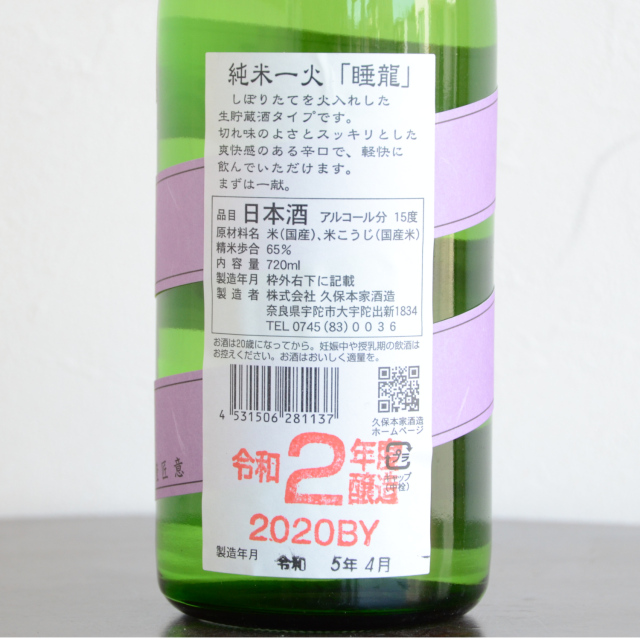 純米一火「睡龍」
しぼりたてを火入れした
生貯蔵酒タイプです。
切れ味のよさとスッキリとした
爽快感のある辛口で、軽快に
飲んでいただけます。
まずは一献。
品目 日本酒 アルコール分 15度
原材料名 米(国産)、米こうじ(国産米)
精米歩合 65%
内容量 720ml
製造年月 枠外右下に記載
製造者 株式会社 久保本家酒造
奈良県宇陀市大宇陀出新1834
TEL 0745(83)0036
お酒は20歳になってから。妊娠中や授乳期の飲酒は
お控えください。お酒はおいしく適量を。
4 531506 281137
久保本家酒造
ホームページ
令和2年度醸造
プラ
キャップ
(中栓)
2020BY
製造年月 令和 5年 4月
匠意